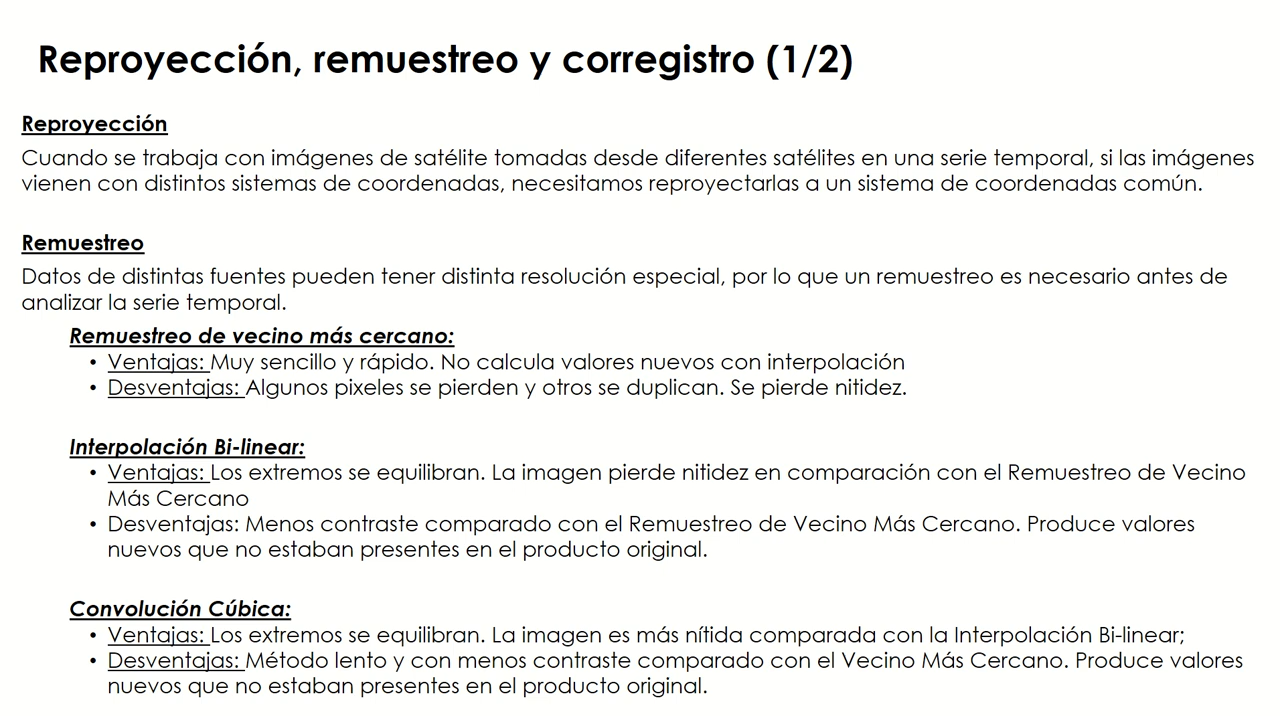 Reproyección, remuestreo y corregistro (1/2)
Reproyección
Cuando se trabaja con imágenes de satélite tomadas desde diferentes satélites en una serie temporal, si las imágenes
vienen con distintos sistemas de coordenadas, necesitamos reproyectarlas a un sistema de coordenadas común.
Remuestreo
Datos de distintas fuentes pueden tener distinta resolución especial, por lo que un remuestreo es necesario antes de
analizar la serie temporal.
Remuestreo de vecino más cercano:
• Ventajas: Muy sencillo y rápido. No calcula valores nuevos con interpolación
• Desventajas: Algunos pixeles se pierden y otros se duplican. Se pierde nitidez.
Interpolación Bi-linear:
• Ventajas: Los extremos se equilibran. La imagen pierde nitidez en comparación con el Remuestreo de Vecino
Más Cercano
• Desventajas: Menos contraste comparado con el Remuestreo de Vecino Más Cercano. Produce valores
nuevos que no estaban presentes en el producto original.
Convolución Cúbica:
• Ventajas: Los extremos se equilibran. La imagen es más nítida comparada con la Interpolación Bi-linear;
• Desventajas: Método lento y con menos contraste comparado con el Vecino Más Cercano. Produce valores
nuevos que no estaban presentes en el producto original.